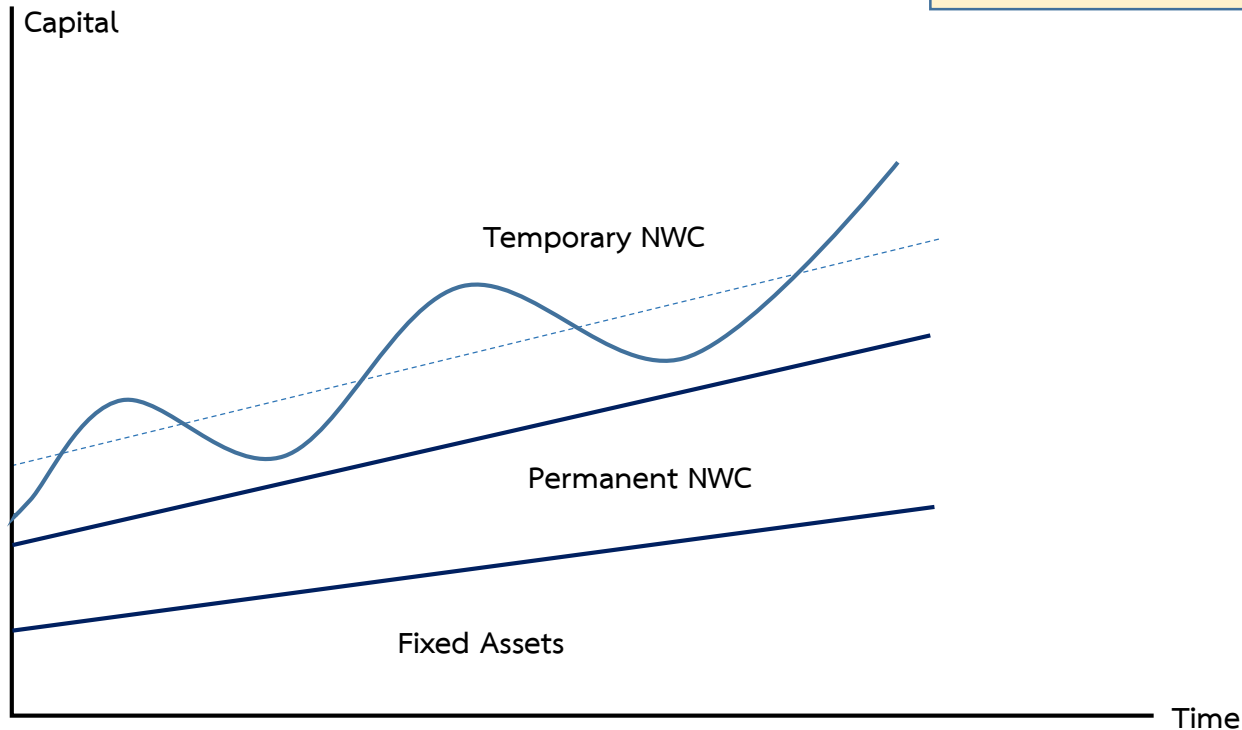 Capital
Temporary NWC
Permanent NWC
Fixed Assets
Time